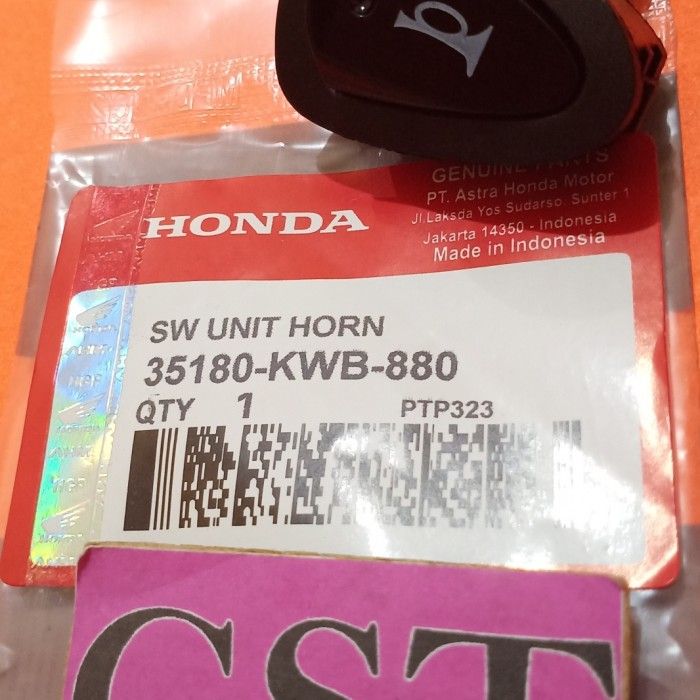 GENUINE PARTS
PT. Astra Honda Motor
Jl. Laksda Yos Sudarso. Sunter 1
Jakarta 14350 - Indonesia
Made in Indonesia
HONDA
SW UNIT HORN
35180-KWB-880
QTY 1 PTP323
CST